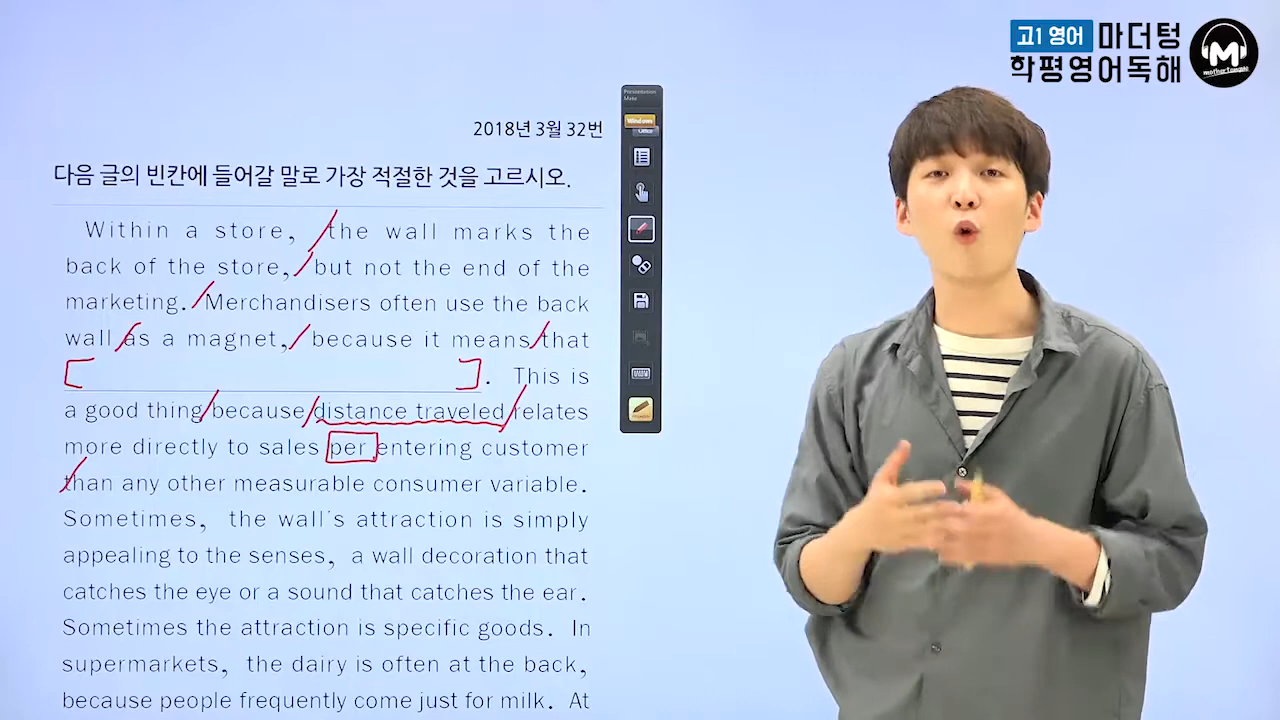 고1 영어 마더텅
학평영어독해
M
mother tongue
Presentation
Mate
Windows
Office
2018년 3월 32번
다음 글의 빈칸에 들어갈 말로 가장 적절한 것을 고르시오.
Within a store, the wall marks the
back of the store, but not the end of the
marketing. Merchandisers often use the back
wall as a magnet, because it means that
. This is
a good thing because distance traveled relates
more directly to sales per entering customer
than any other measurable consumer variable.
Sometimes, the wall's attraction is simply
appealing to the senses, a wall decoration that
catches the eye or a sound that catches the ear.
Sometimes the attraction is specific goods. In
supermarkets, the dairy is often at the back,
because people frequently come just for milk. At